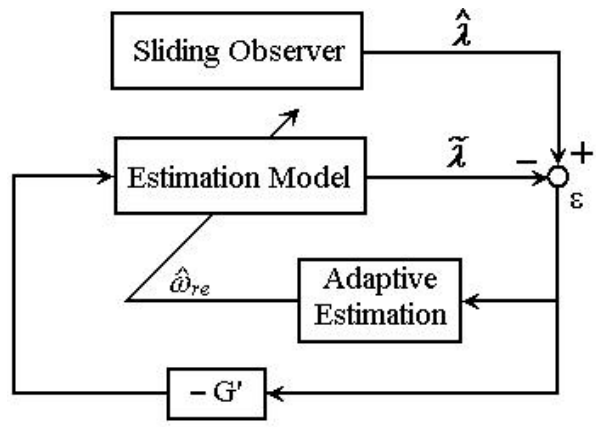 Sliding Observer
λ̂
Estimation Model
λ̃
− +
ε
ω̂re
Adaptive
Estimation
− G'